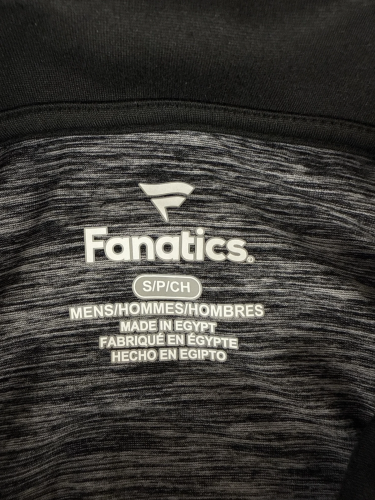 Fanatics.
S/P/CH
MENS/HOMMES/HOMBRES
MADE IN EGYPT
FABRIQUÉ EN ÉGYPTE
HECHO EN EGIPTO